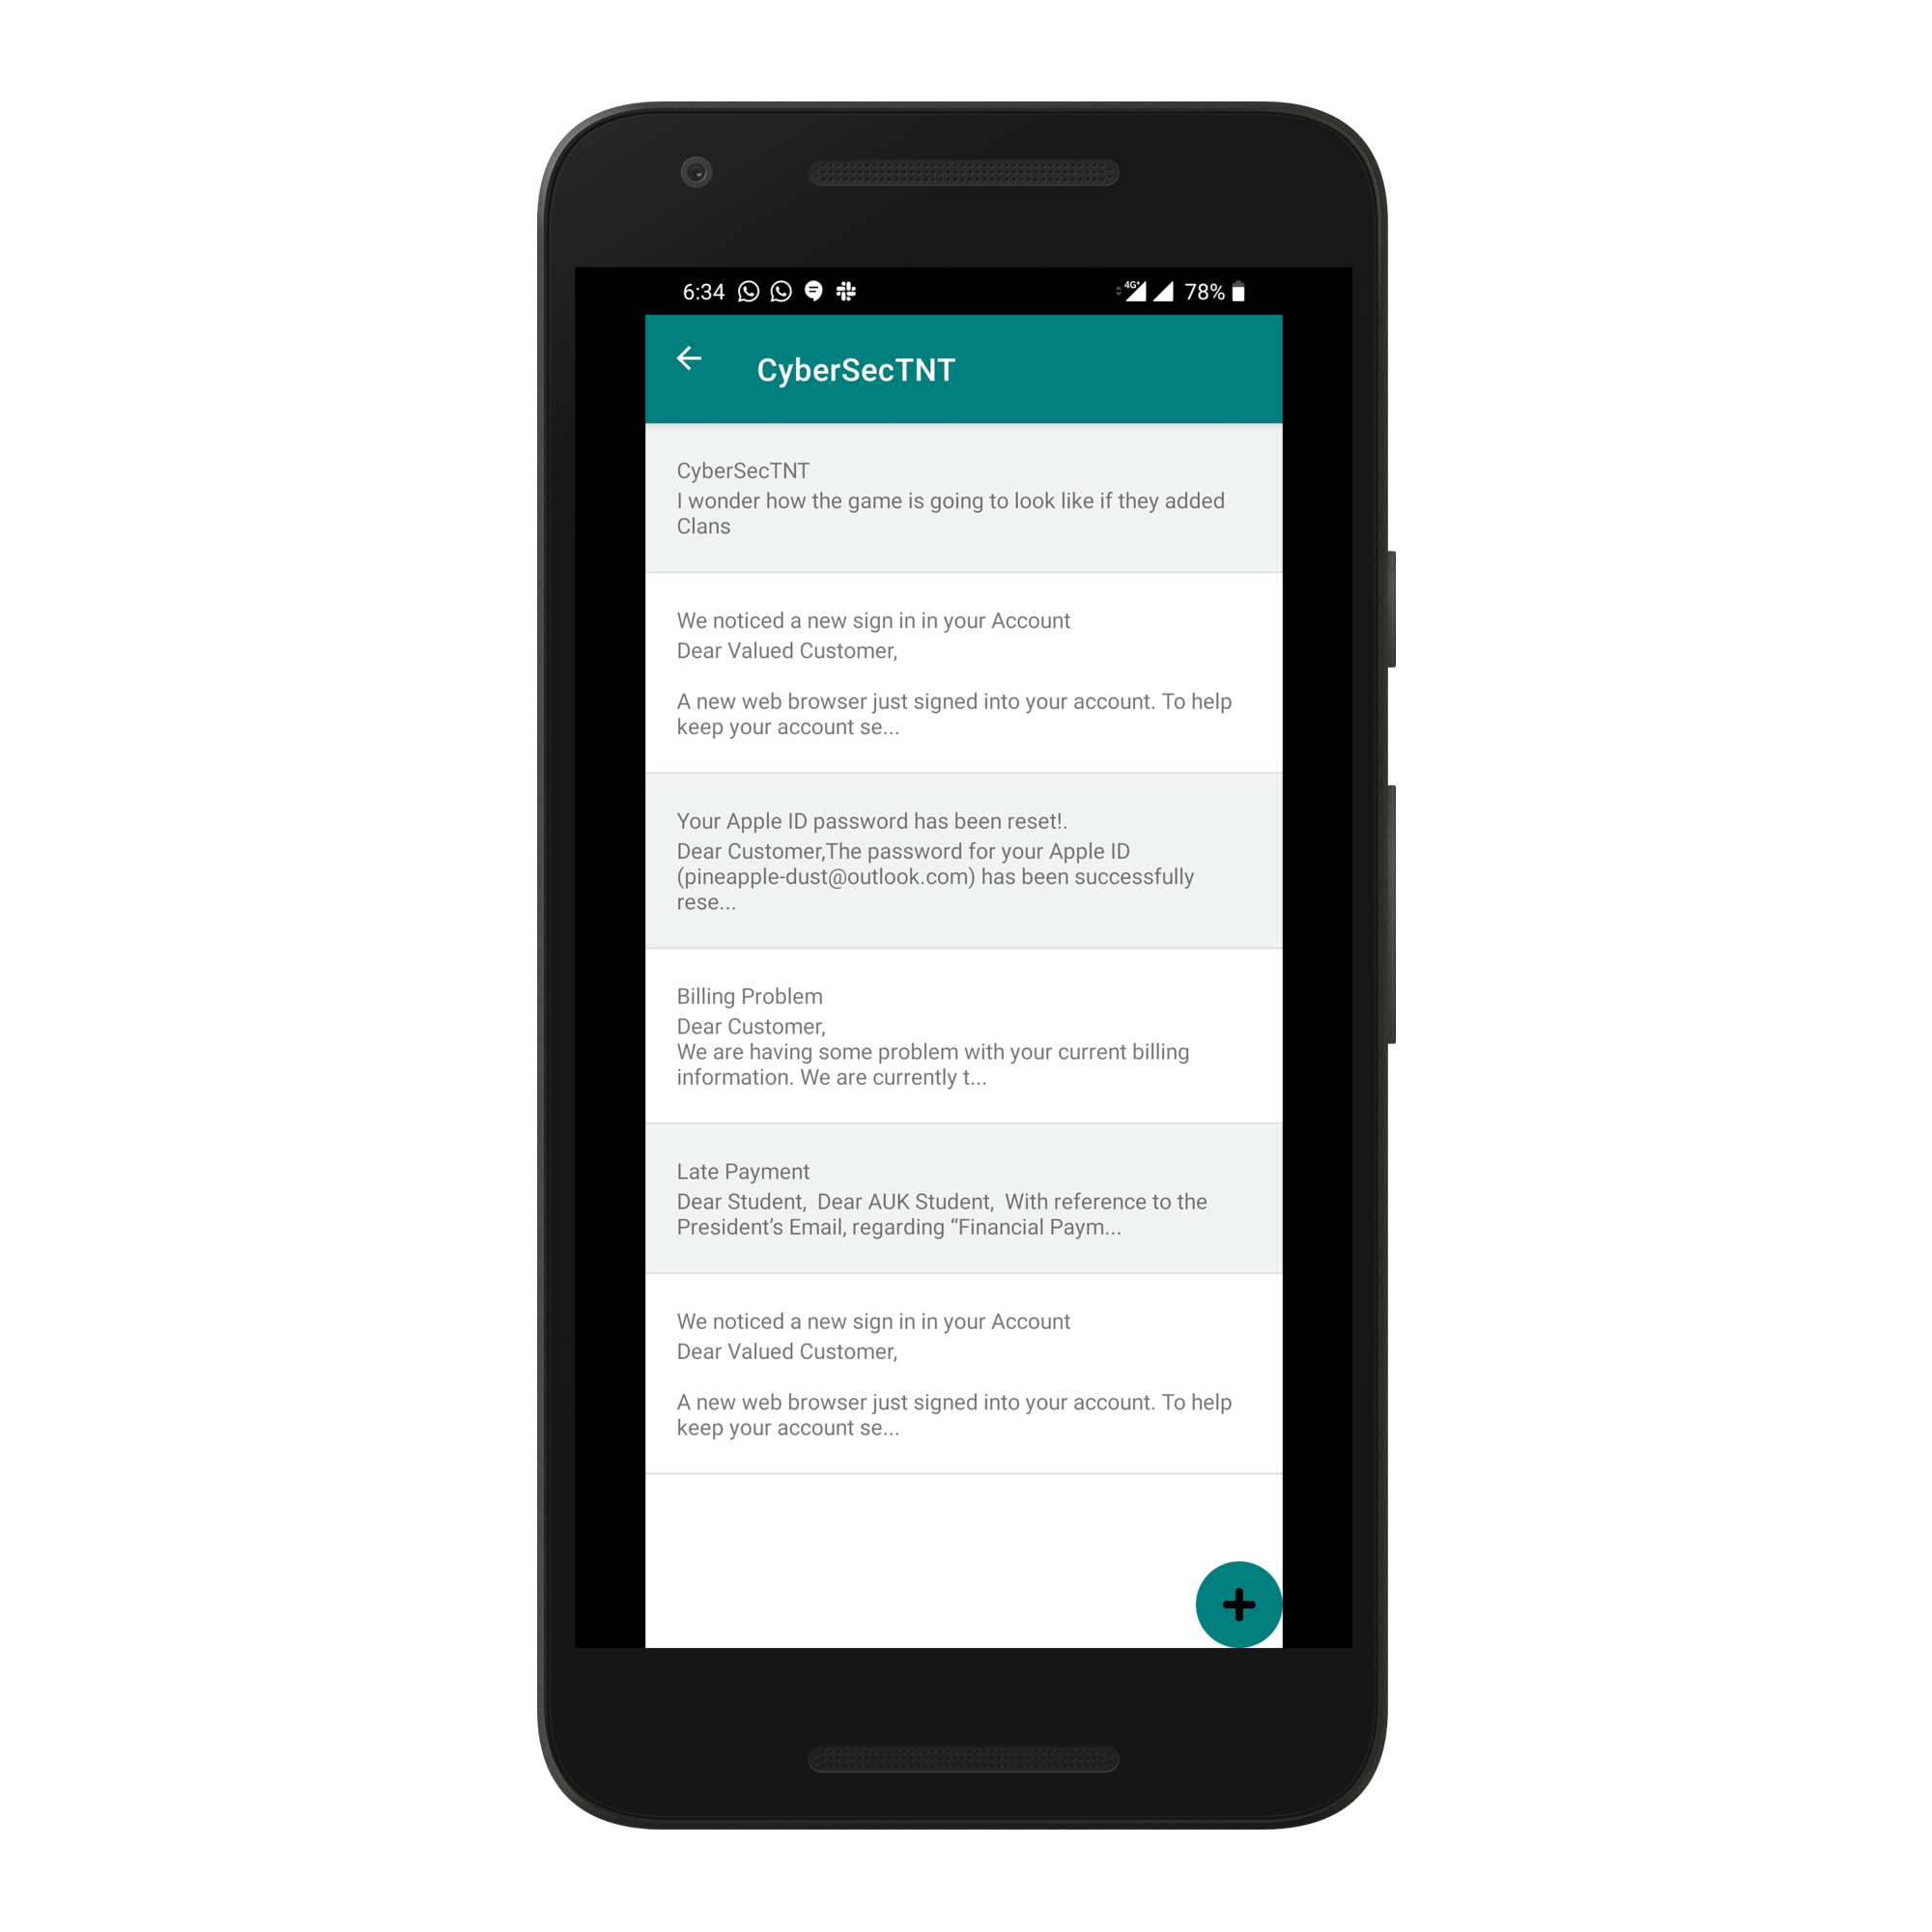 6:34
4G+
78%
CyberSecTNT
CyberSecTNT
I wonder how the game is going to look like if they added
Clans
We noticed a new sign in in your Account
Dear Valued Customer,
A new web browser just signed into your account. To help
keep your account se...
Your Apple ID password has been reset!.
Dear Customer,The password for your Apple ID
(pineapple-dust@outlook.com) has been successfully
rese...
Billing Problem
Dear Customer,
We are having some problem with your current billing
information. We are currently t...
Late Payment
Dear Student,  Dear AUK Student,  With reference to the
President’s Email, regarding “Financial Paym...
We noticed a new sign in in your Account
Dear Valued Customer,
A new web browser just signed into your account. To help
keep your account se...